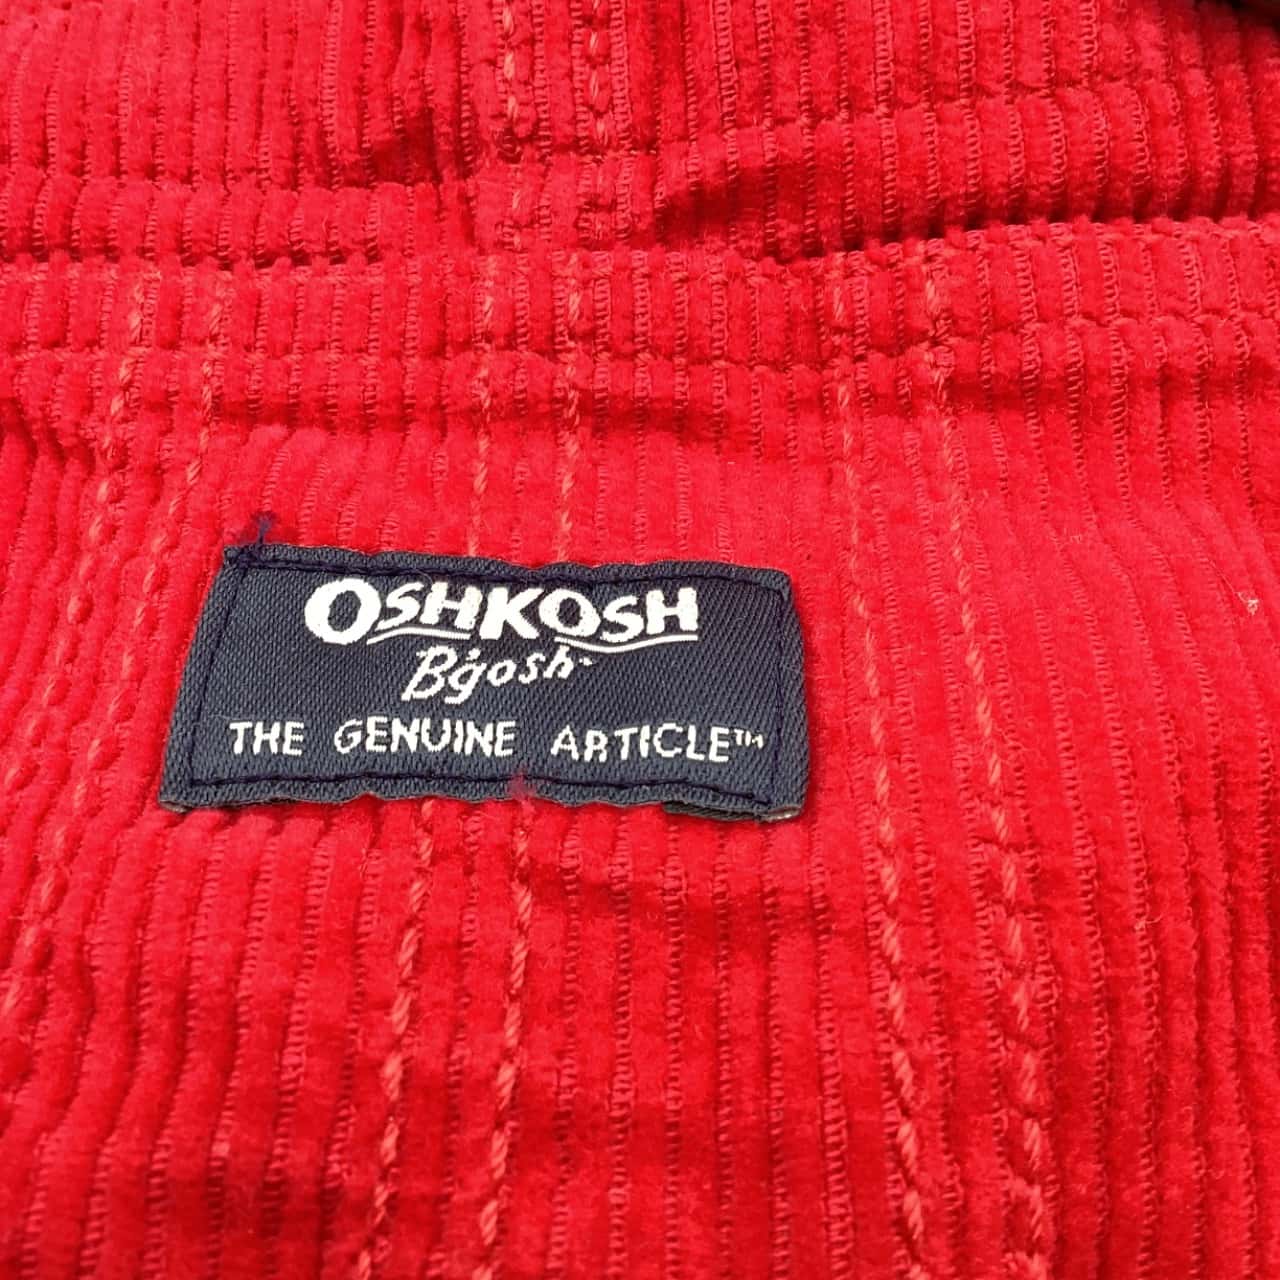 OSHKOSH
B'gosh
THE GENUINE ARTICLE™